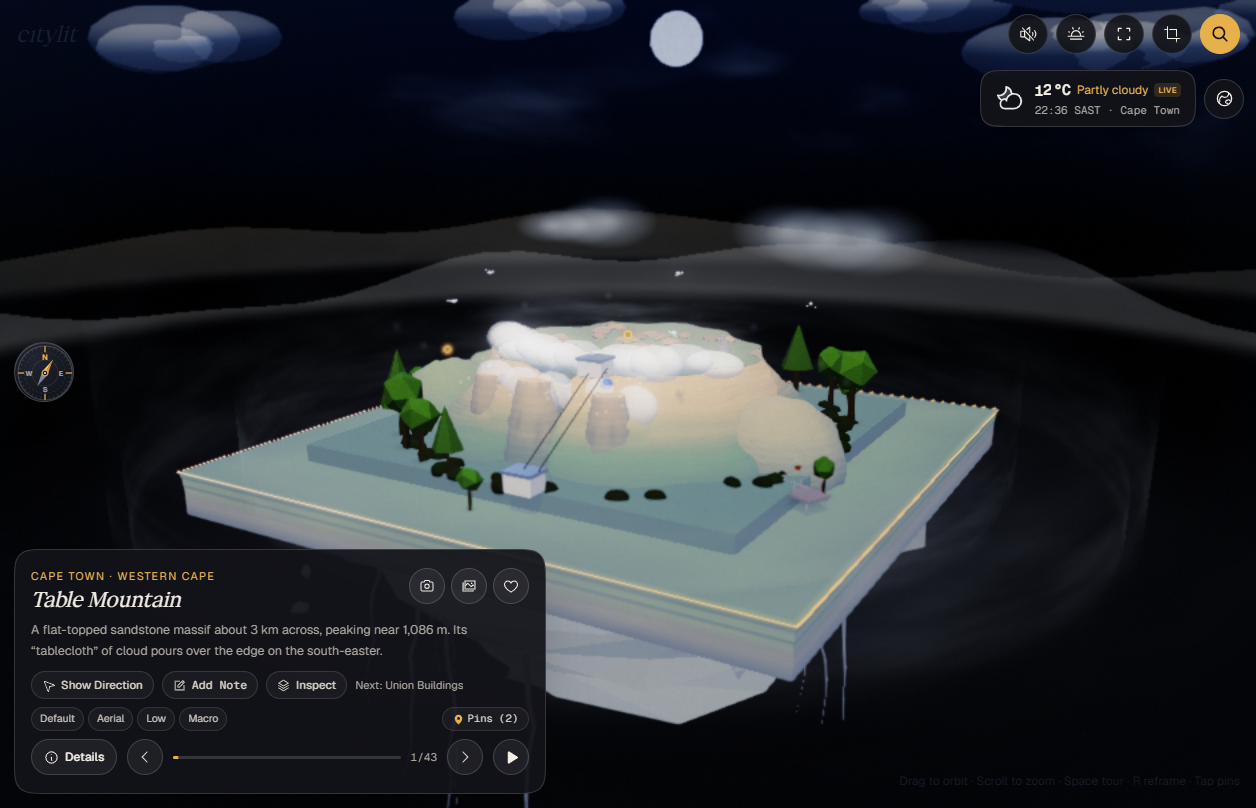 citylit
12°C Partly cloudy LIVE
22:36 SAST · Cape Town
N
W E
S
CAPE TOWN · WESTERN CAPE
Table Mountain
A flat-topped sandstone massif about 3 km across, peaking near 1,086 m. Its
“tablecloth” of cloud pours over the edge on the south-easter.
Show Direction Add Note Inspect Next: Union Buildings
Default Aerial Low Macro Pins (2)
Details 1/43
Drag to orbit · Scroll to zoom · Space tour · R reframe · Tap pins